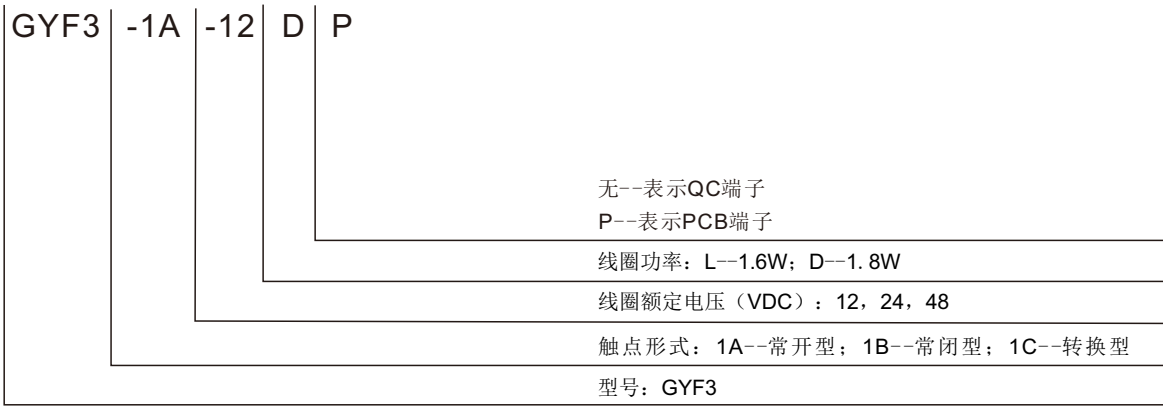 GYF3 -1A -12 D P
无--表示QC端子
P--表示PCB端子
线圈功率：L--1.6W；D--1.8W
线圈额定电压（VDC）：12，24，48
触点形式：1A--常开型；1B--常闭型；1C--转换型
型号：GYF3